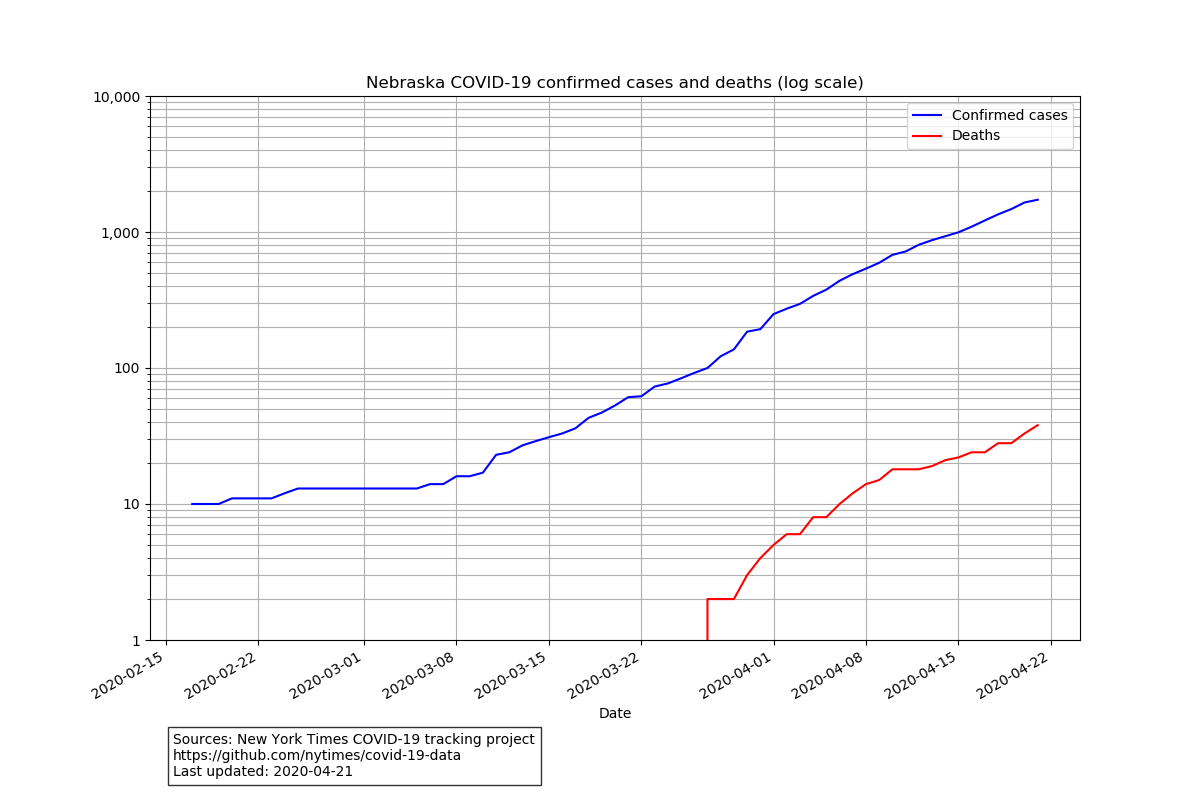 Nebraska COVID-19 confirmed cases and deaths (log scale)
10,000
1,000
100
10
1
Confirmed cases
Deaths
2020-02-15
2020-02-22
2020-03-01
2020-03-08
2020-03-15
2020-03-22
2020-04-01
2020-04-08
2020-04-15
2020-04-22
Date
Sources: New York Times COVID-19 tracking project
https://github.com/nytimes/covid-19-data
Last updated: 2020-04-21